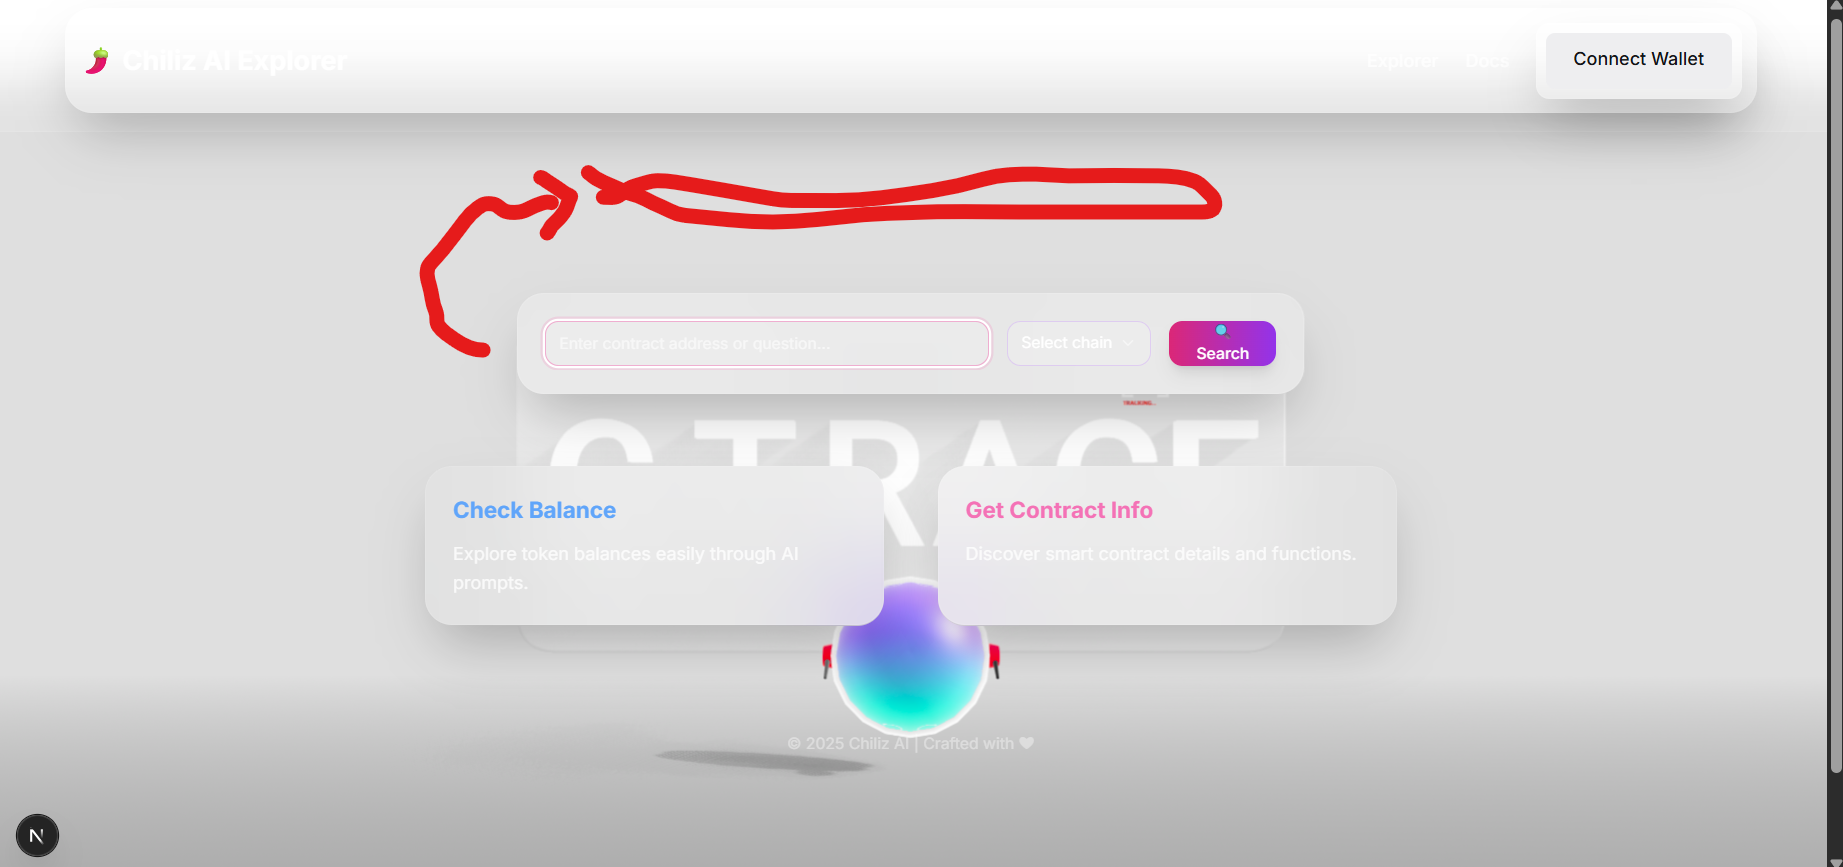 Chiliz AI Explorer
Explorer
Docs
Connect Wallet
Enter contract address or question...
Select chain
Search
TRACKING...
C TRACE
Check Balance
Explore token balances easily through AI
prompts.
Get Contract Info
Discover smart contract details and functions.
© 2025 Chiliz AI | Crafted with ❤
N